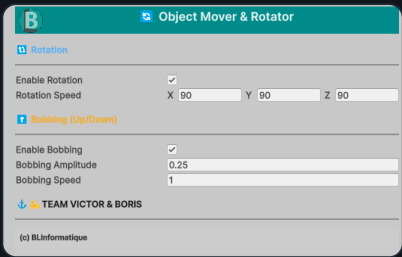 B
Object Mover & Rotator
Rotation
Enable Rotation
Rotation Speed X 90 Y 90 Z 90
Bobbing (Up/Down)
Enable Bobbing
Bobbing Amplitude 0.25
Bobbing Speed 1
TEAM VICTOR & BORIS
(c) BLInformatique